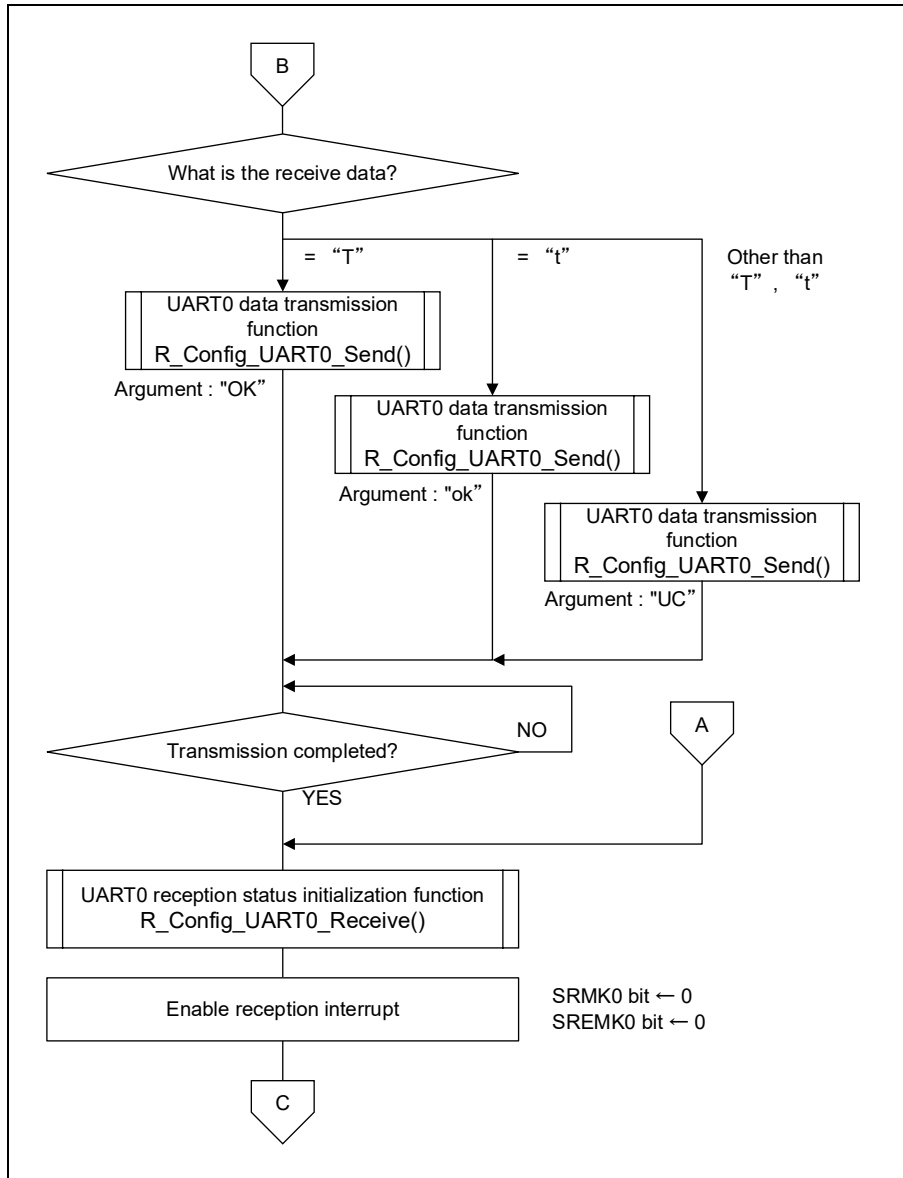 B
What is the receive data?
= “T”
= “t”
Other than
“T” , “t”
UART0 data transmission
function
R_Config_UART0_Send()
Argument : "OK”
UART0 data transmission
function
R_Config_UART0_Send()
Argument : "ok”
UART0 data transmission
function
R_Config_UART0_Send()
Argument : "UC”
Transmission completed?
NO
A
YES
UART0 reception status initialization function
R_Config_UART0_Receive()
Enable reception interrupt
SRMK0 bit ← 0
SREMK0 bit ← 0
C